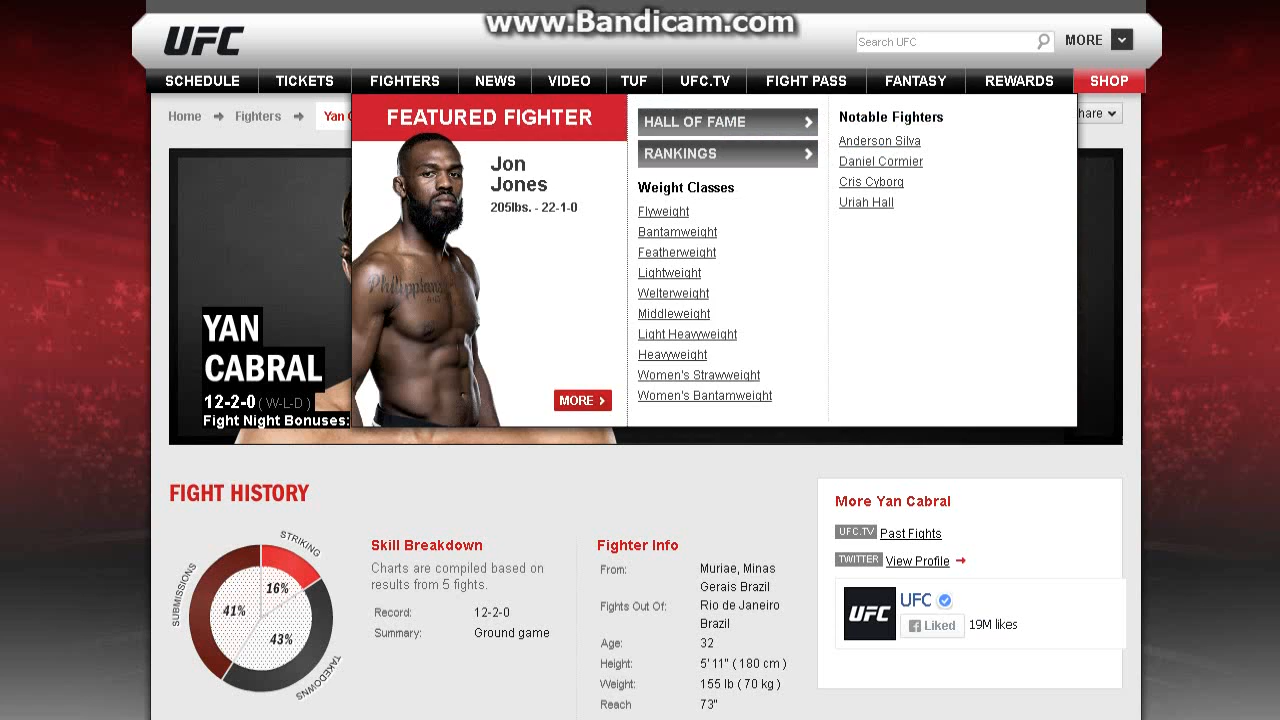 www.Bandicam.com
UFC
Search UFC
MORE
SCHEDULE TICKETS FIGHTERS NEWS VIDEO TUF UFC.TV FIGHT PASS FANTASY REWARDS SHOP
Home Fighters Yan
hare
FEATURED FIGHTER
Jon
Jones
205lbs. - 22-1-0
Philippians
MORE
HALL OF FAME
RANKINGS
Weight Classes
Flyweight
Bantamweight
Featherweight
Lightweight
Welterweight
Middleweight
Light Heavyweight
Heavyweight
Women's Strawweight
Women's Bantamweight
Notable Fighters
Anderson Silva
Daniel Cormier
Cris Cyborg
Uriah Hall
YAN
CABRAL
12-2-0 ( W-L-D )
Fight Night Bonuses:
FIGHT HISTORY
STRIKING
16%
SUBMISSIONS
41%
43%
TAKEDOWNS
Skill Breakdown
Charts are compiled based on
results from 5 fights.
Record: 12-2-0
Summary: Ground game
Fighter Info
From: Muriae, Minas
Gerais Brazil
Fights Out Of: Rio de Janeiro
Brazil
Age: 32
Height: 5' 11" ( 180 cm )
Weight: 155 lb ( 70 kg )
Reach 73"
More Yan Cabral
UFC.TV Past Fights
TWITTER View Profile
UFC
UFC
Liked 19M likes